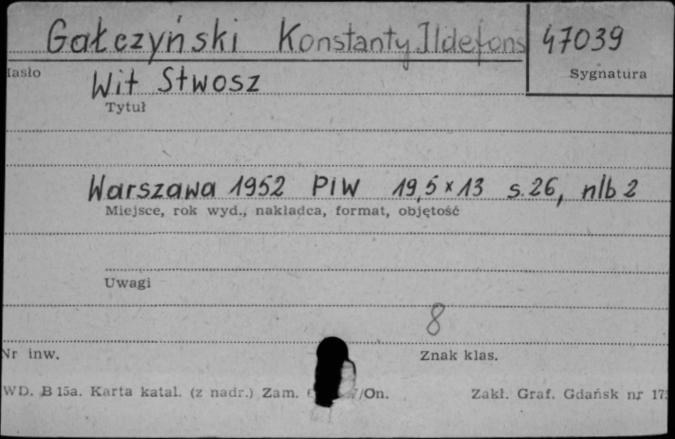 Gałczyński Konstanty Ildefons 47039
Hasło Sygnatura
Wit Stwosz
Tytuł
Warszawa 1952 PIW 19,5 x 13 s. 26, nlb 2
Miejsce, rok wyd., nakładca, format, objętość
Uwagi
8
Nr inw. Znak klas.
WD. B 15a. Karta katal. (z nadr.) Zam. /On. Zakł. Graf. Gdańsk nr